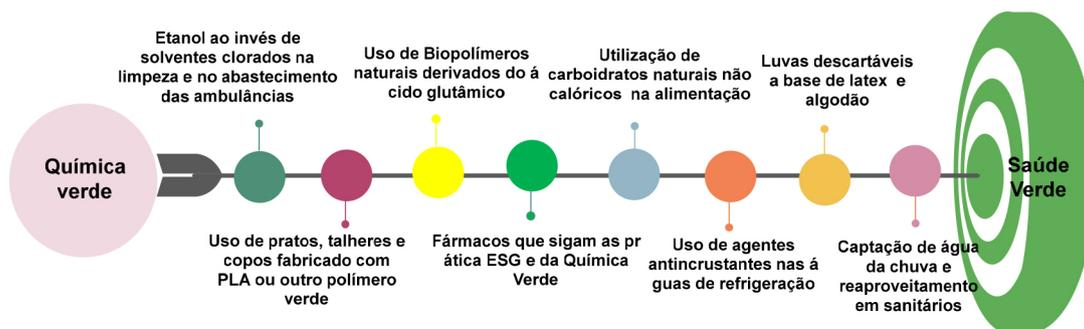 Química
verde
Etanol ao invés de
solventes clorados na
limpeza e no abastecimento
das ambulâncias
Uso de pratos, talheres e
copos fabricado com
PLA ou outro polímero
verde
Uso de Biopolímeros
naturais derivados do á
cido glutâmico
Fármacos que sigam as pr
ática ESG e da Química
Verde
Utilização de
carboidratos naturais não
calóricos na alimentação
Uso de agentes
antincrustantes nas á
guas de refrigeração
Luvas descartáveis
a base de latex e
algodão
Captação de água
da chuva e
reaproveitamento
em sanitários
Saúde
Verde